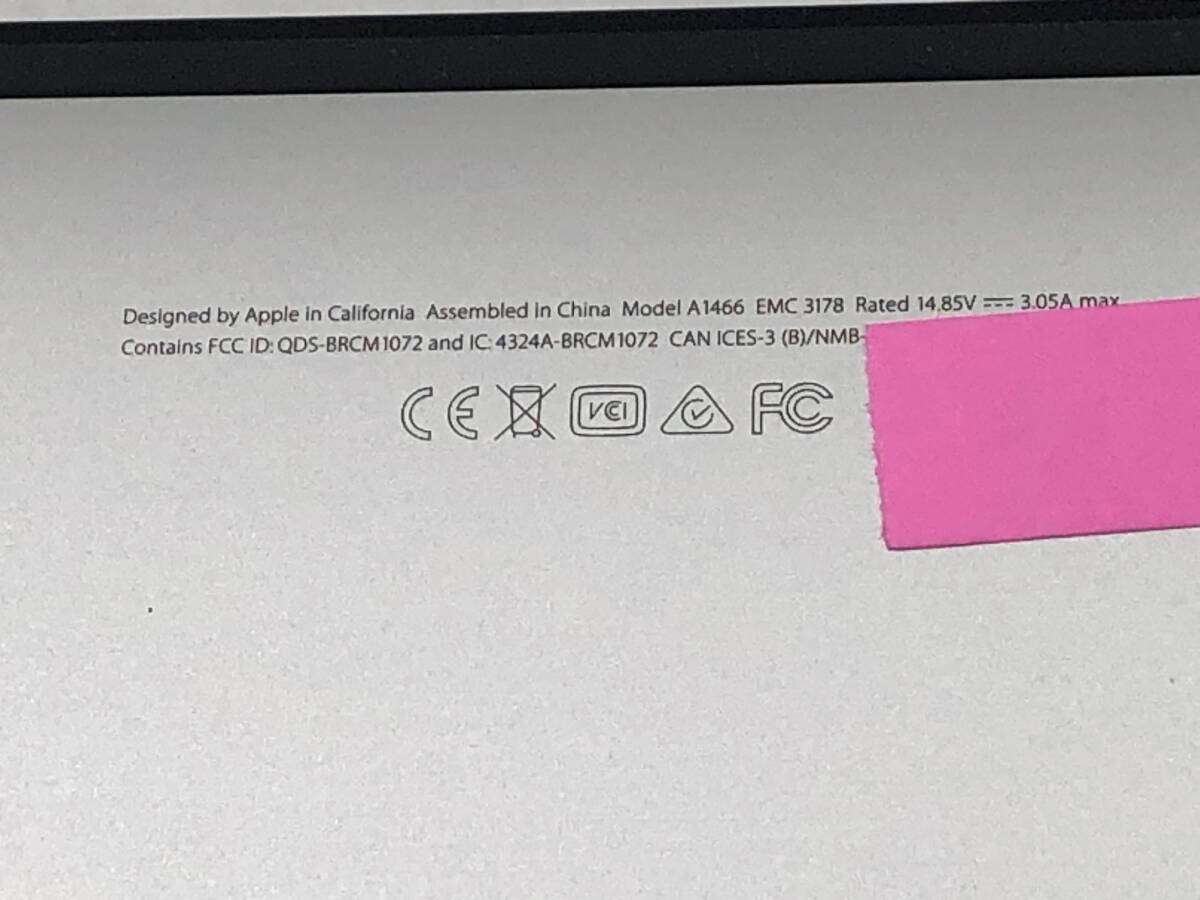 Designed by Apple in California Assembled in China Model A1466 EMC 3178 Rated 14.85V ⎓ 3.05A max
Contains FCC ID: QDS-BRCM1072 and IC: 4324A-BRCM1072 CAN ICES-3 (B)/NMB-
CE VCI FC